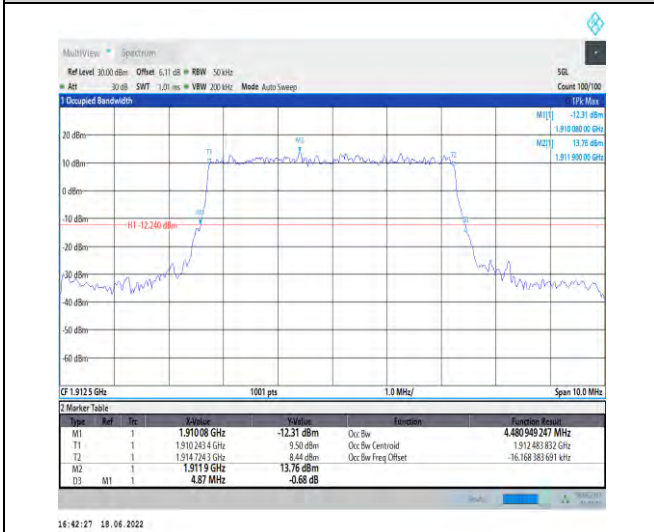 MultiView Spectrum
Ref Level 30.00 dBm Offset 6.11 dB RBW 50 kHz SGL
Att 30 dB SWT 1.01 ms VBW 200 kHz Mode Auto Sweep Count 100/100
1 Occupied Bandwidth 1Pk Max
M1[1] -12.31 dBm
1.910 080 00 GHz
M2[1] 13.76 dBm
1.911 900 00 GHz
20 dBm
M2
T1 T2
10 dBm
0 dBm
-10 dBm
H1 -12.240 dBm
-20 dBm
-30 dBm
-40 dBm
-50 dBm
-60 dBm
CF 1.912 5 GHz 1001 pts 1.0 MHz/ Span 10.0 MHz
2 Marker Table
Type Ref Trc X-Value Y-Value Function Function Result
M1 1 1.91008 GHz -12.31 dBm Occ Bw 4.480 949 247 MHz
T1 1 1.910 243 4 GHz 9.50 dBm Occ Bw Centroid 1.912 483 832 GHz
T2 1 1.914 724 3 GHz 8.44 dBm Occ Bw Freq Offset -16.168 383 691 kHz
M2 1 1.9119 GHz 13.76 dBm
D3 M1 1 4.87 MHz -0.68 dB
16:42:27 18.06.2022